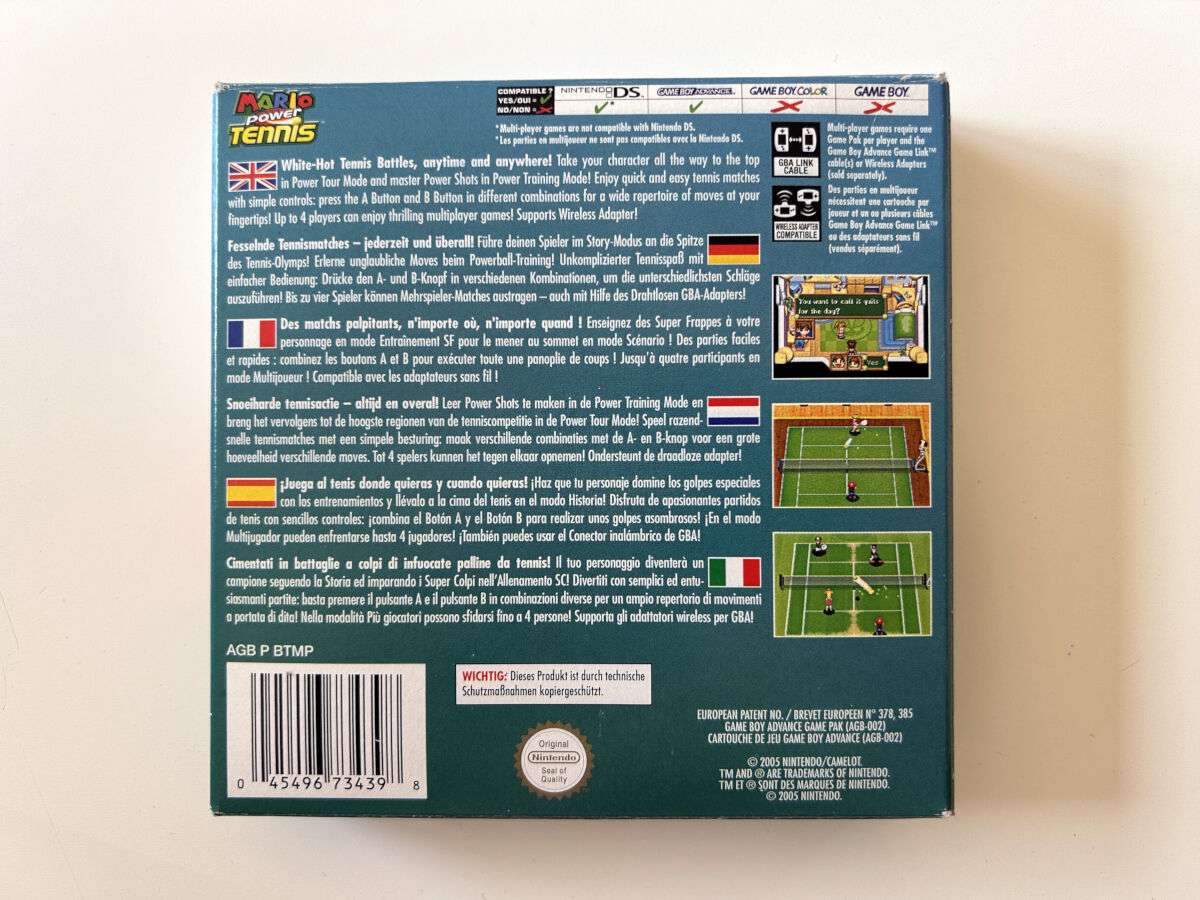 MARIO
POWER
TENNIS
COMPATIBLE ?
YES/OUI =
NO/NON =
NINTENDO DS
GAME BOY ADVANCE
GAME BOY COLOR
GAME BOY
*
*Multi-player games are not compatible with Nintendo DS.
*Les parties en multijoueur ne sont pas compatibles avec la Nintendo DS.
White-Hot Tennis Battles, anytime and anywhere! Take your character all the way to the top
in Power Tour Mode and master Power Shots in Power Training Mode! Enjoy quick and easy tennis matches
with simple controls: press the A Button and B Button in different combinations for a wide repertoire of moves at your
fingertips! Up to 4 players can enjoy thrilling multiplayer games! Supports Wireless Adapter!
Fesselnde Tennismatches – jederzeit und überall! Führe deinen Spieler im Story-Modus an die Spitze
des Tennis-Olymps! Erlerne unglaubliche Moves beim Powerball-Training! Unkomplizierter Tennisspaß mit
einfacher Bedienung: Drücke den A- und B-Knopf in verschiedenen Kombinationen, um die unterschiedlichsten Schläge
auszuführen! Bis zu vier Spieler können Mehrspieler-Matches austragen – auch mit Hilfe des Drahtlosen GBA-Adapters!
Des matchs palpitants, n'importe où, n'importe quand ! Enseignez des Super Frappes à votre
personnage en mode Entraînement SF pour le mener au sommet en mode Scénario ! Des parties faciles
et rapides : combinez les boutons A et B pour exécuter toute une panoplie de coups ! Jusqu'à quatre participants en
mode Multijoueur ! Compatible avec les adaptateurs sans fil !
Snoeiharde tennisactie – altijd en overal! Leer Power Shots te maken in de Power Training Mode en
breng het vervolgens tot de hoogste regionen van de tenniscompetitie in de Power Tour Mode! Speel razend-
snelle tennismatches met een simpele besturing: maak verschillende combinaties met de A- en B-knop voor een grote
hoeveelheid verschillende moves. Tot 4 spelers kunnen het tegen elkaar opnemen! Ondersteunt de draadloze adapter!
¡Juega al tenis donde quieras y cuando quieras! ¡Haz que tu personaje domine los golpes especiales
con los entrenamientos y llévalo a la cima del tenis en el modo Historia! Disfruta de apasionantes partidos
de tenis con sencillos controles: ¡combina el Botón A y el Botón B para realizar unos golpes asombrosos! ¡En el modo
Multijugador pueden enfrentarse hasta 4 jugadores! ¡También puedes usar el Conector inalámbrico de GBA!
Cimentati in battaglie a colpi di infuocate palline da tennis! Il tuo personaggio diventerà un
campione seguendo la Storia ed imparando i Super Colpi nell'Allenamento SC! Divertiti con semplici ed entu-
siasmanti partite: basta premere il pulsante A e il pulsante B in combinazioni diverse per un ampio repertorio di movimenti
a portata di dita! Nella modalità Più giocatori possono sfidarsi fino a 4 persone! Supporta gli adattatori wireless per GBA!
GBA LINK
CABLE
Multi-player games require one
Game Pak per player and the
Game Boy Advance Game Link™
cable(s) or Wireless Adapters
(sold separately).
WIRELESS ADAPTER
COMPATIBLE
Des parties en multijoueur
nécessitent une cartouche par
joueur et un ou plusieurs câbles
Game Boy Advance Game Link™
ou des adaptateurs sans fil
(vendus séparément).
You want to call it quits
for the day?
Yes
AGB P BTMP
0 45496 73439 8
WICHTIG: Dieses Produkt ist durch technische
Schutzmaßnahmen kopiergeschützt.
Original
Nintendo
Seal of
Quality
EUROPEAN PATENT NO. / BREVET EUROPEEN N° 378, 385
GAME BOY ADVANCE GAME PAK (AGB-002)
CARTOUCHE DE JEU GAME BOY ADVANCE (AGB-002)
© 2005 NINTENDO/CAMELOT.
TM AND ® ARE TRADEMARKS OF NINTENDO.
TM ET ® SONT DES MARQUES DE NINTENDO.
© 2005 NINTENDO.